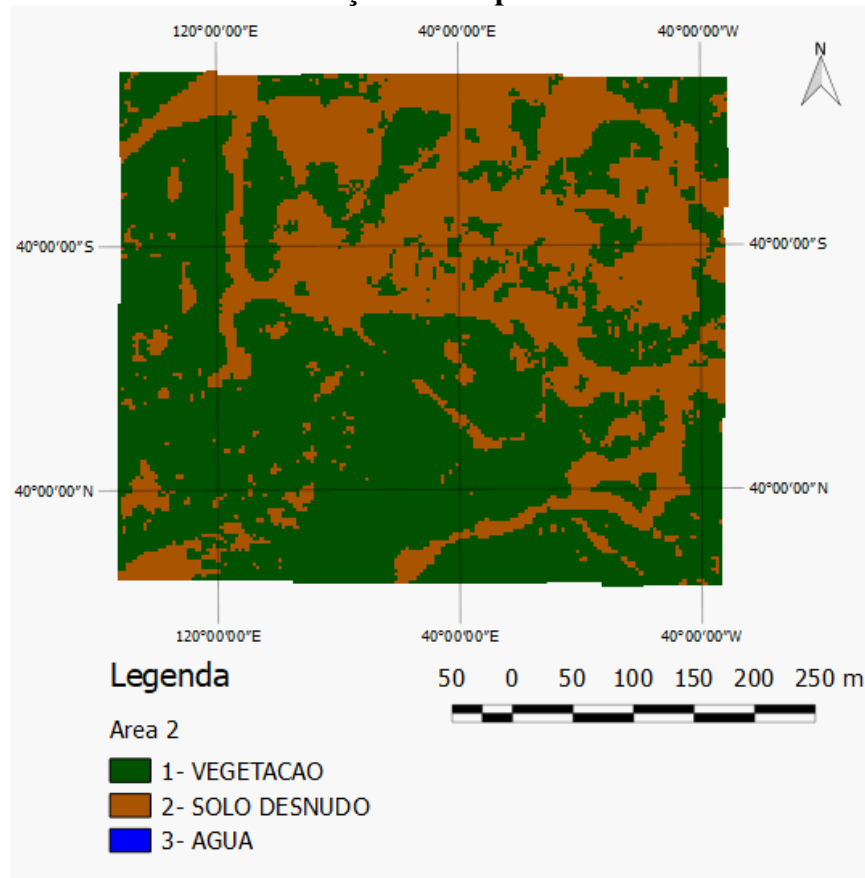 120°00′00″E 40°00′00″E 40°00′00″W
N
40°00′00″S 40°00′00″S
40°00′00″N 40°00′00″N
120°00′00″E 40°00′00″E 40°00′00″W
Legenda
50 0 50 100 150 200 250 m
Area 2
1- VEGETACAO
2- SOLO DESNUDO
3- AGUA